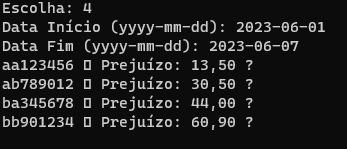 Escolha: 4
Data Início (yyyy-mm-dd): 2023-06-01
Data Fim (yyyy-mm-dd): 2023-06-07
aa123456 � Prejuízo: 13,50 ?
ab789012 � Prejuízo: 30,50 ?
ba345678 � Prejuízo: 44,00 ?
bb901234 � Prejuízo: 60,90 ?